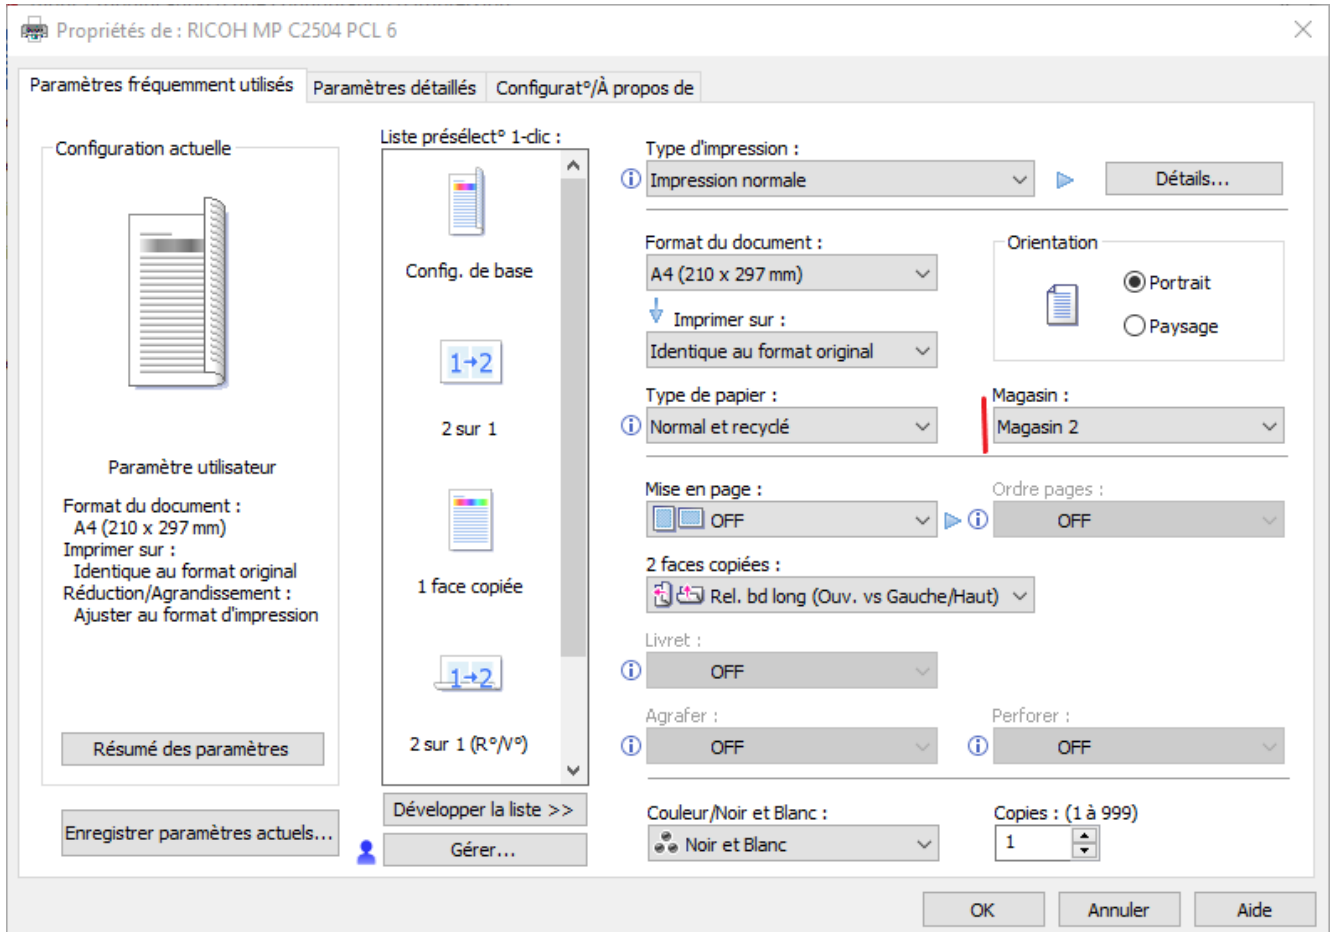 Propriétés de : RICOH MP C2504 PCL 6
Paramètres fréquemment utilisés
Paramètres détaillés
Configurat°/À propos de
Configuration actuelle
Paramètre utilisateur
Format du document :
A4 (210 x 297 mm)
Imprimer sur :
Identique au format original
Réduction/Agrandissement :
Ajuster au format d'impression
Résumé des paramètres
Enregistrer paramètres actuels...
Liste présélect° 1-clic :
Config. de base
1→2
2 sur 1
1 face copiée
1→2
2 sur 1 (R°/V°)
Développer la liste >>
Gérer...
Type d'impression :
Impression normale
Détails...
Format du document :
A4 (210 x 297 mm)
Imprimer sur :
Identique au format original
Orientation
Portrait
Paysage
Type de papier :
Normal et recyclé
Magasin :
Magasin 2
Mise en page :
OFF
Ordre pages :
OFF
2 faces copiées :
Rel. bd long (Ouv. vs Gauche/Haut)
Livret :
OFF
Agrafer :
OFF
Perforer :
OFF
Couleur/Noir et Blanc :
Noir et Blanc
Copies : (1 à 999)
1
OK
Annuler
Aide